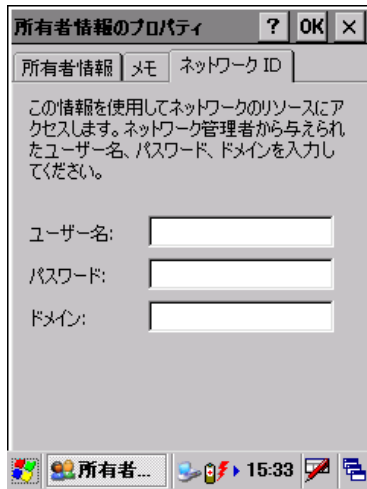 所有者情報のプロパティ ? OK ×
所有者情報 メモ ネットワーク ID
この情報を使用してネットワークのリソースにア
クセスします。ネットワーク管理者から与えられ
たユーザー名、パスワード、ドメインを入力し
てください。
ユーザー名:
パスワード:
ドメイン:
所有者... 15:33